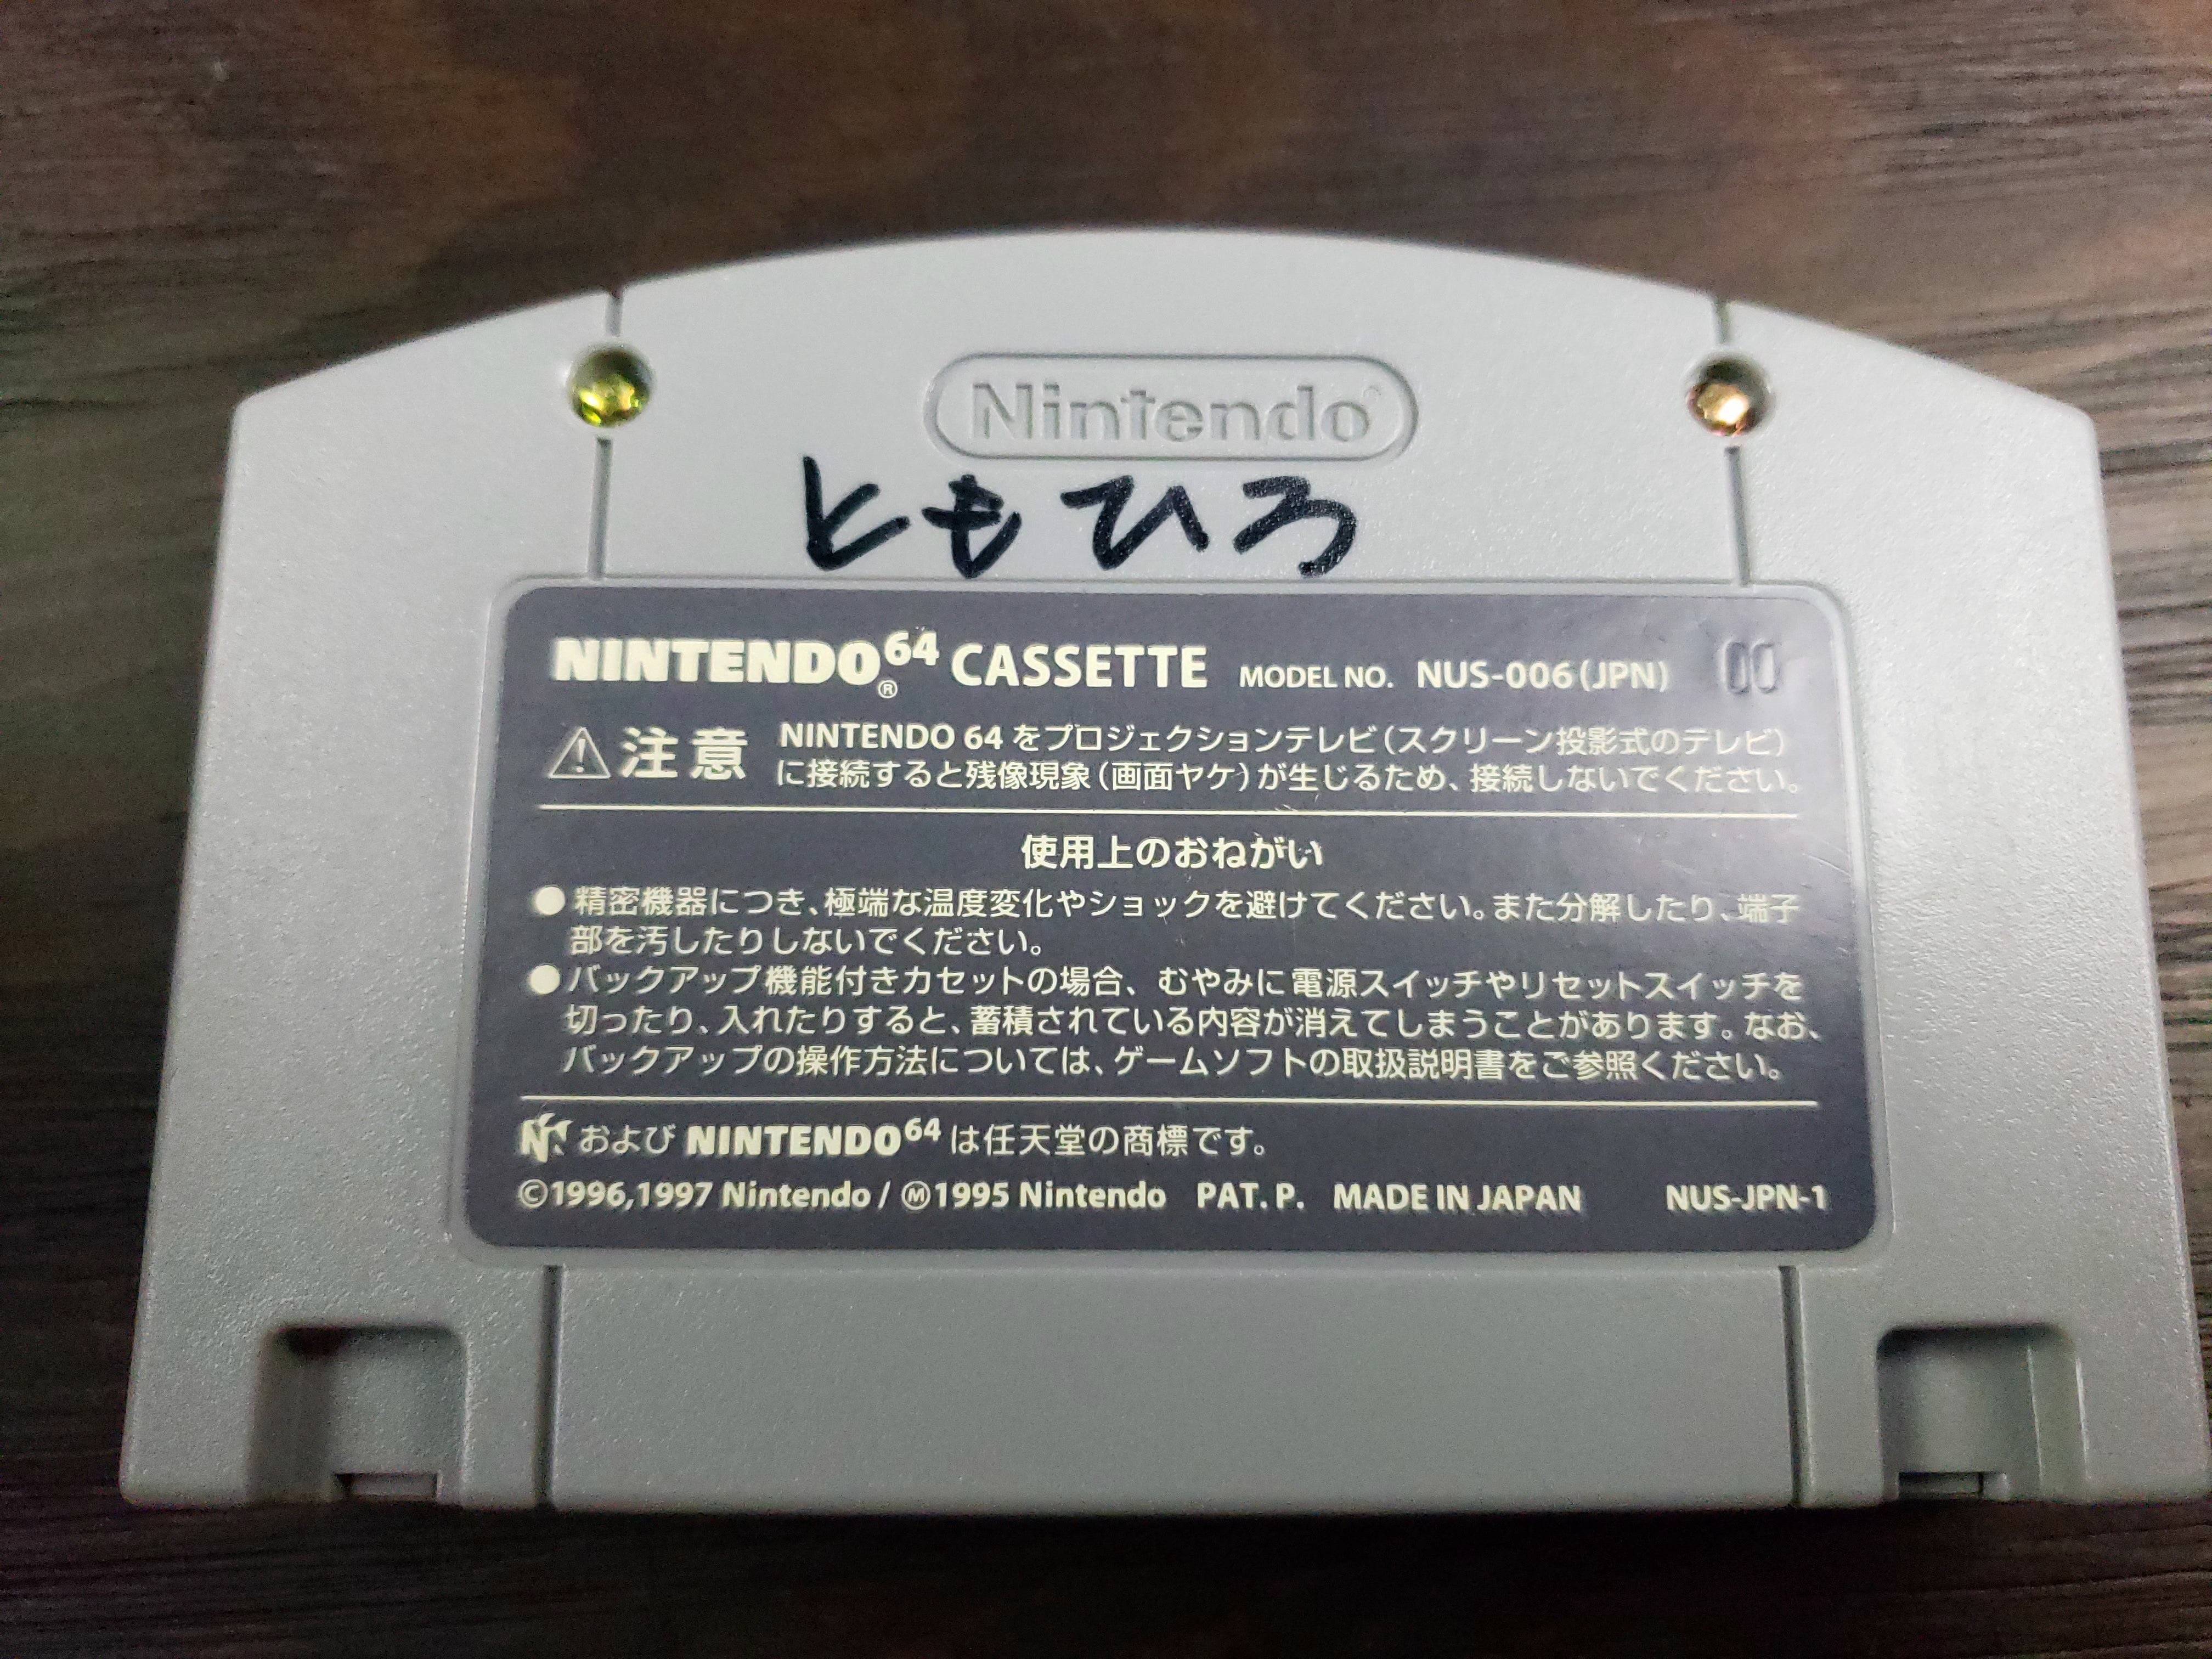 Nintendo®
ともひろ
NINTENDO64® CASSETTE MODEL NO. NUS-006(JPN) 00
⚠注意 NINTENDO 64 をプロジェクションテレビ(スクリーン投影式のテレビ)
に接続すると残像現象(画面ヤケ)が生じるため、接続しないでください。
使用上のおねがい
●精密機器につき、極端な温度変化やショックを避けてください。また分解したり、端子
部を汚したりしないでください。
●バックアップ機能付きカセットの場合、むやみに電源スイッチやリセットスイッチを
切ったり、入れたりすると、蓄積されている内容が消えてしまうことがあります。なお、
バックアップの操作方法については、ゲームソフトの取扱説明書をご参照ください。
N および NINTENDO64 は任天堂の商標です。
©1996,1997 Nintendo / Ⓜ1995 Nintendo PAT. P. MADE IN JAPAN NUS-JPN-1